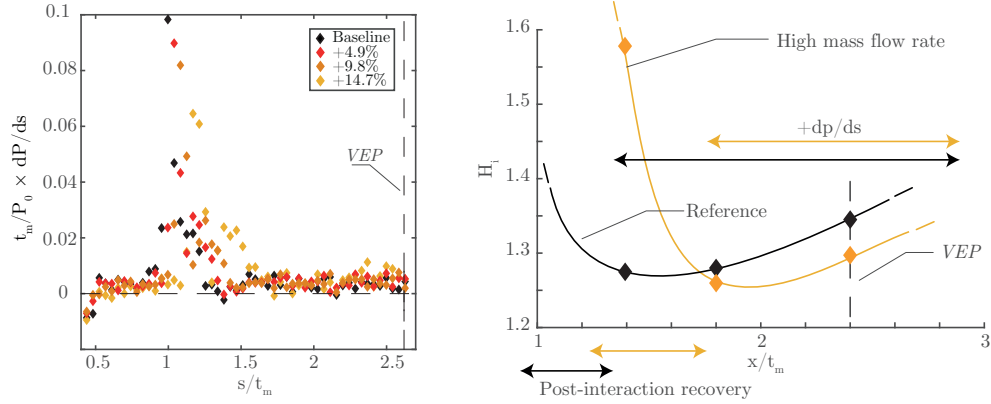 0.1
0.08
0.06
0.04
0.02
0
t_m/P_0 × dP/ds
Baseline
+4.9%
+9.8%
+14.7%
VEP
0.5
1
1.5
2
2.5
s/t_m
1.6
1.5
1.4
1.3
1.2
H_i
High mass flow rate
+dp/ds
Reference
VEP
1
2
3
x/t_m
Post-interaction recovery